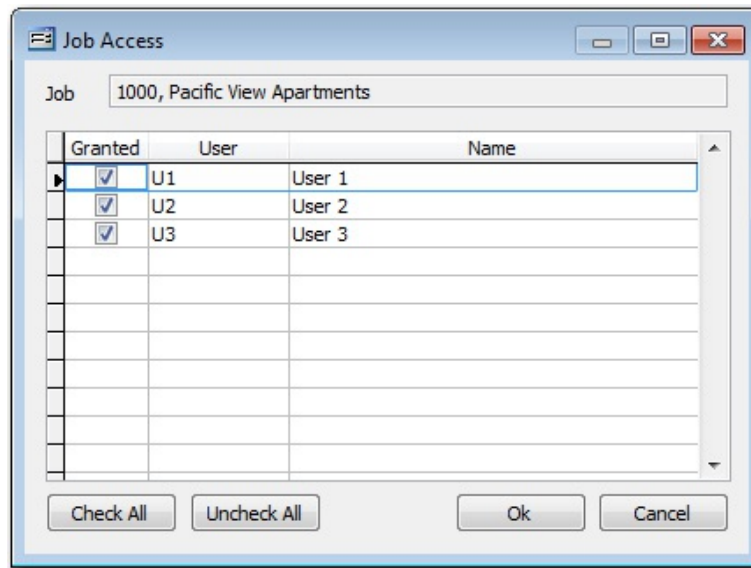 Job Access
Job 1000, Pacific View Apartments
Granted User Name
U1 User 1
U2 User 2
U3 User 3
Check All Uncheck All Ok Cancel